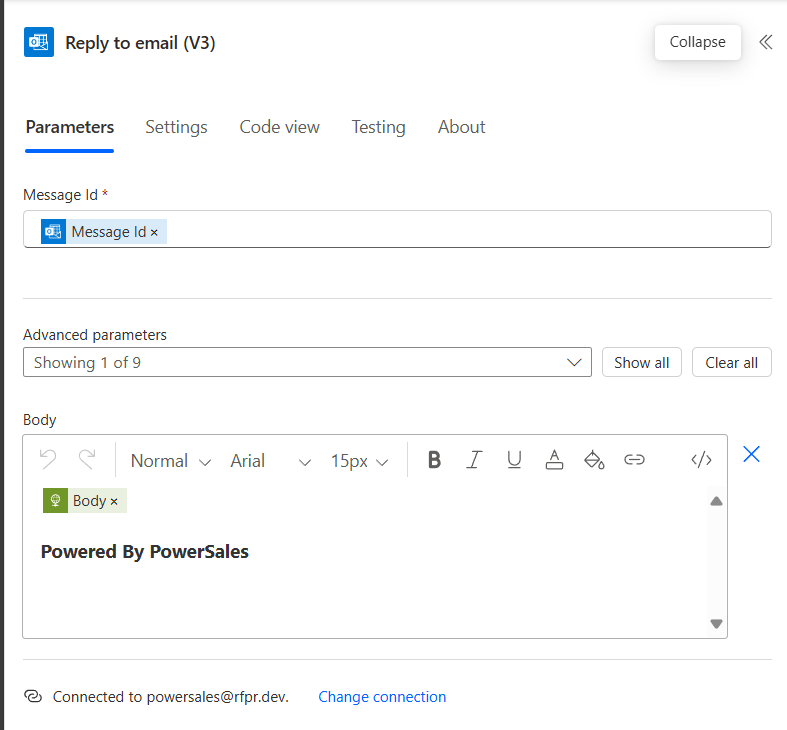 Reply to email (V3)
Collapse
Parameters
Settings
Code view
Testing
About
Message Id *
Message Id ×
Advanced parameters
Showing 1 of 9
Show all
Clear all
Body
Normal
Arial
15px
B
I
U
A
</>
Body ×
Powered By PowerSales
Connected to powersales@rfpr.dev.
Change connection